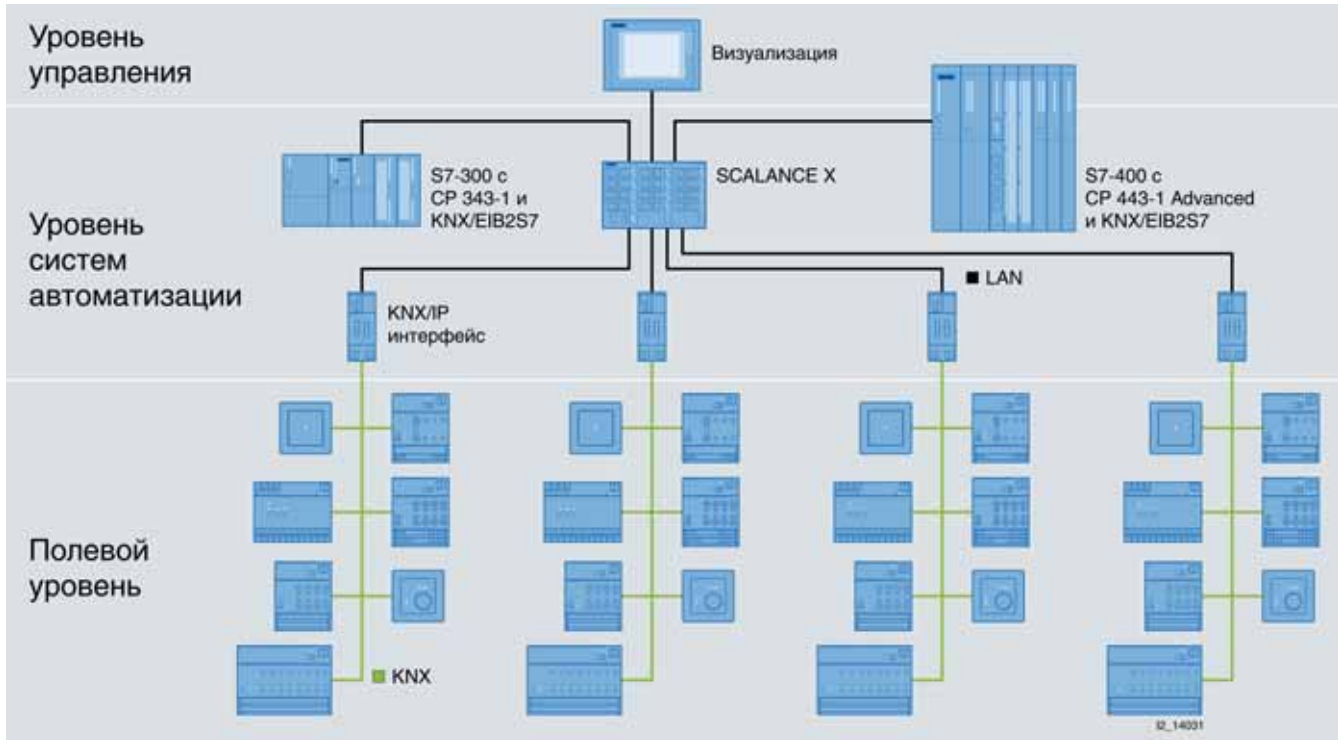 Уровень
управления
Визуализация
S7-300 с
CP 343-1 и
KNX/EIB2S7
SCALANCE X
S7-400 с
CP 443-1 Advanced
и KNX/EIB2S7
Уровень
систем
автоматизации
LAN
KNX/IP
интерфейс
Полевой
уровень
KNX
I2_14031